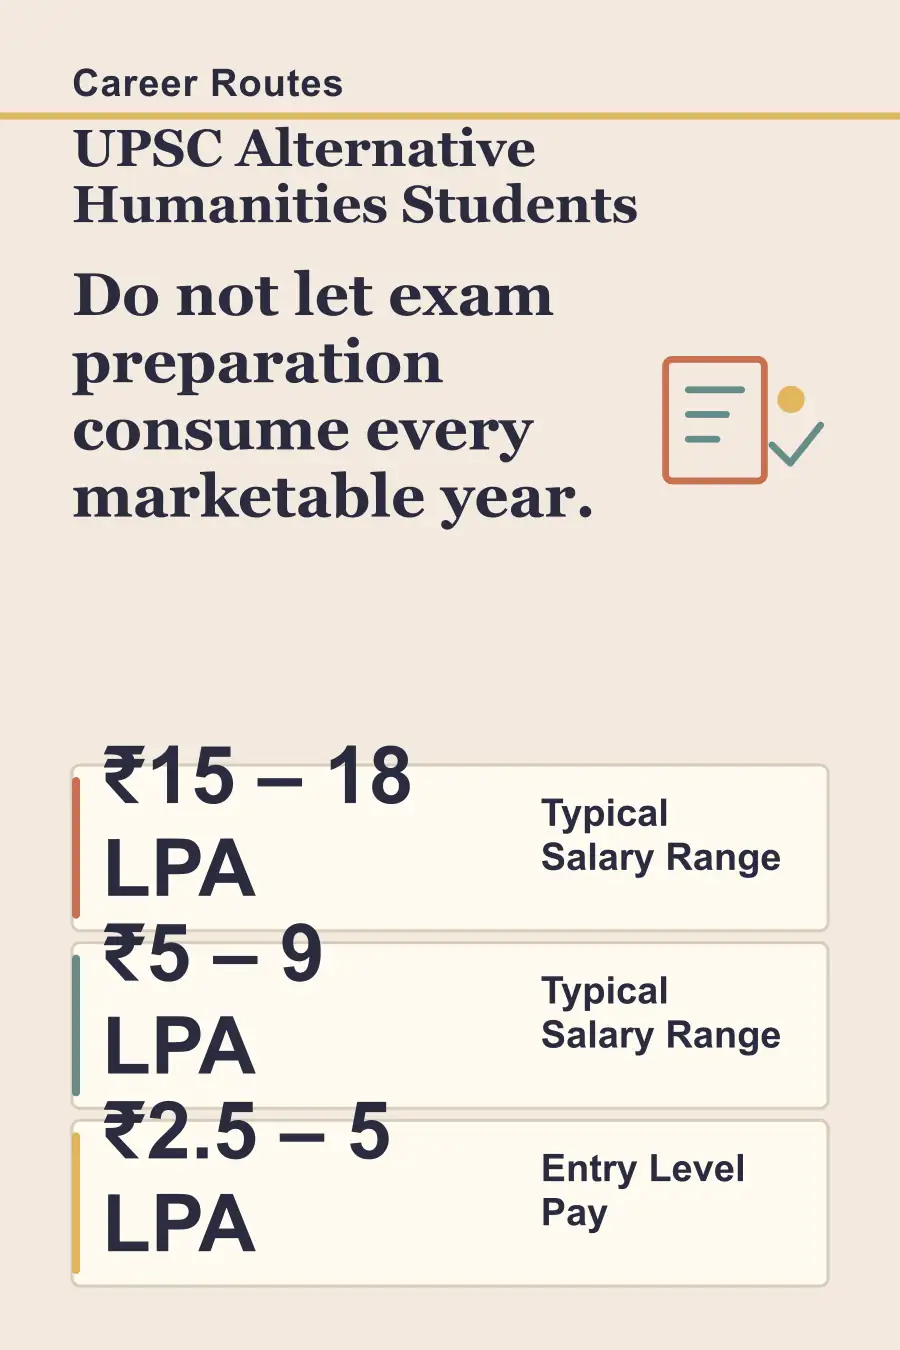 Career Routes
UPSC Alternative
Humanities Students
Do not let exam
preparation
consume every
marketable year.
₹15 – 18
LPA
Typical
Salary Range
₹5 – 9
LPA
Typical
Salary Range
₹2.5 – 5
LPA
Entry Level
Pay